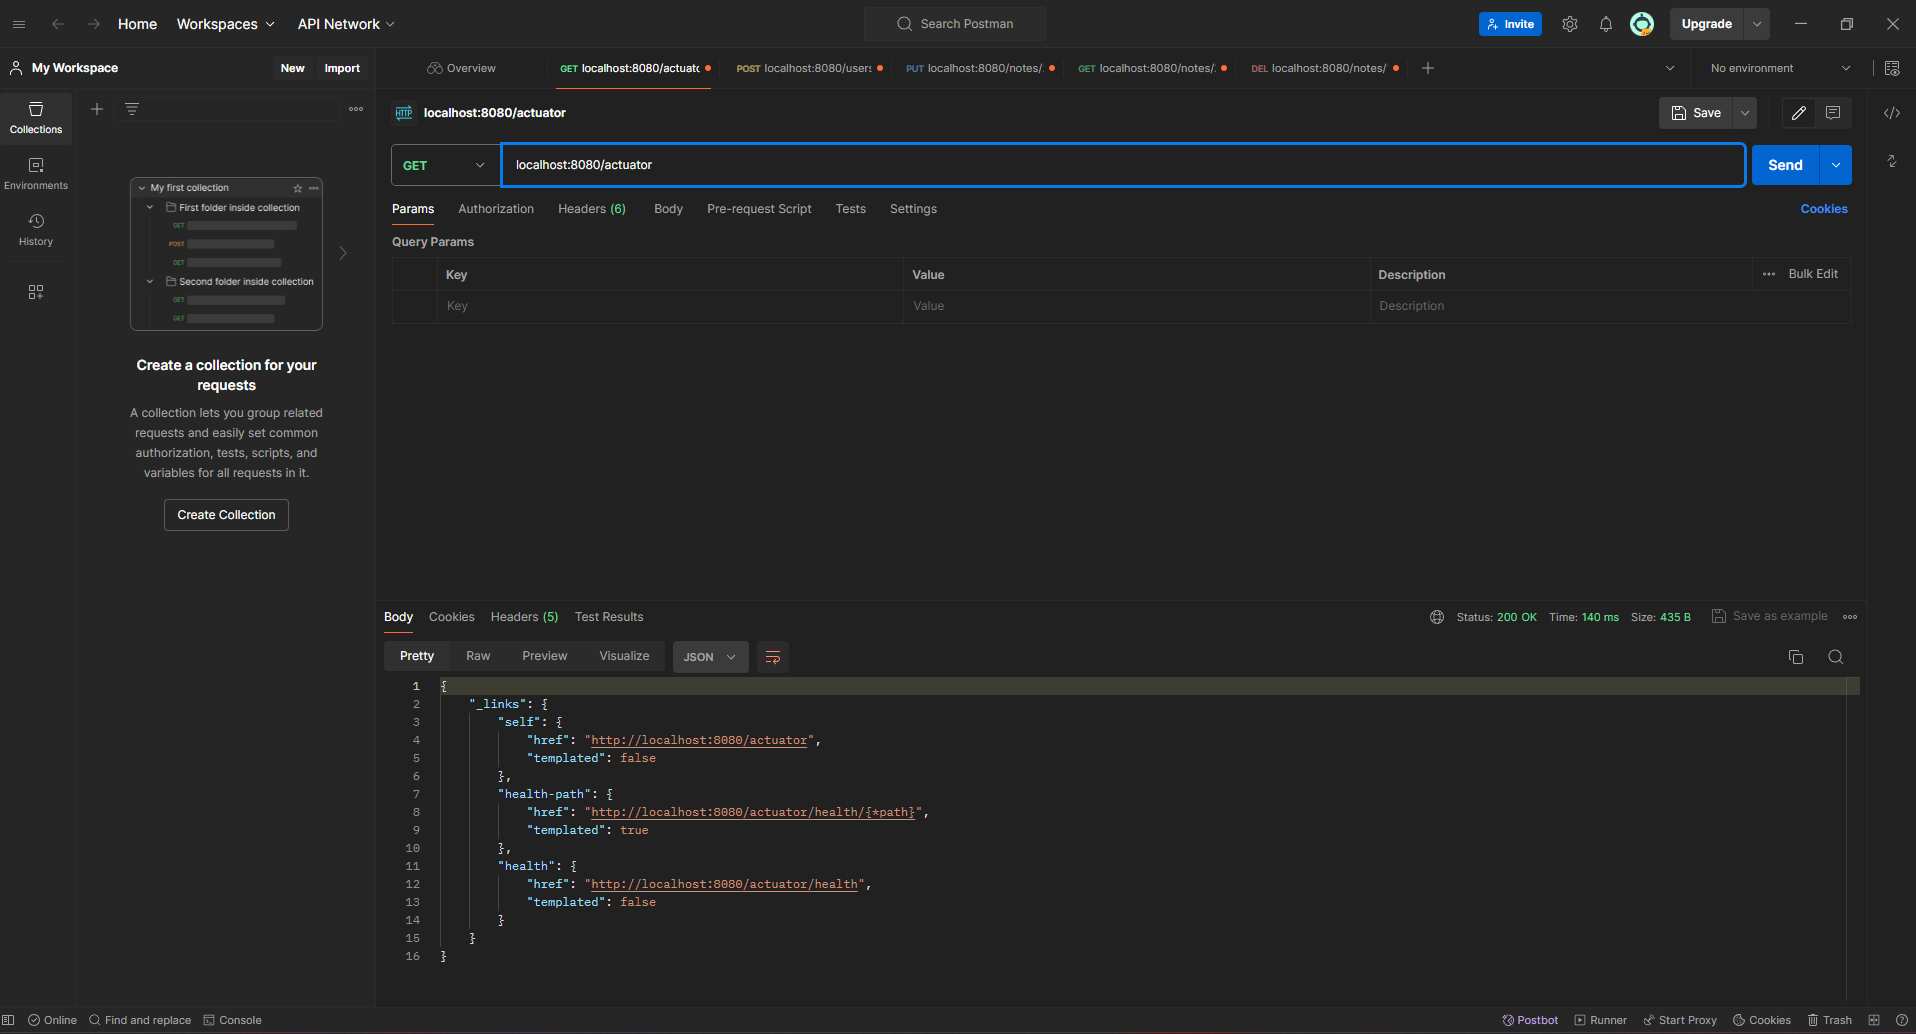 Home Workspaces API Network Search Postman Invite Upgrade
My Workspace New Import Overview GET localhost:8080/actuato POST localhost:8080/user PUT localhost:8080/notes/ GET localhost:8080/notes/ DEL localhost:8080/notes/ No environment
Collections
Environments
History
My first collection
First folder inside collection
GET
POST
GET
Second folder inside collection
GET
GET
Create a collection for your
requests
A collection lets you group related
requests and easily set common
authorization, tests, scripts, and
variables for all requests in it.
Create Collection
HTTP localhost:8080/actuator Save
GET localhost:8080/actuator Send
Params Authorization Headers (6) Body Pre-request Script Tests Settings Cookies
Query Params
Key Value Description Bulk Edit
Key Value Description
Body Cookies Headers (5) Test Results Status: 200 OK Time: 140 ms Size: 435 B Save as example
Pretty Raw Preview Visualize JSON
1 {
2 "_links": {
3 "self": {
4 "href": "http://localhost:8080/actuator",
5 "templated": false
6 },
7 "health-path": {
8 "href": "http://localhost:8080/actuator/health/{*path}",
9 "templated": true
10 },
11 "health": {
12 "href": "http://localhost:8080/actuator/health",
13 "templated": false
14 }
15 }
16 }
Online Find and replace Console Postbot Runner Start Proxy Cookies Trash